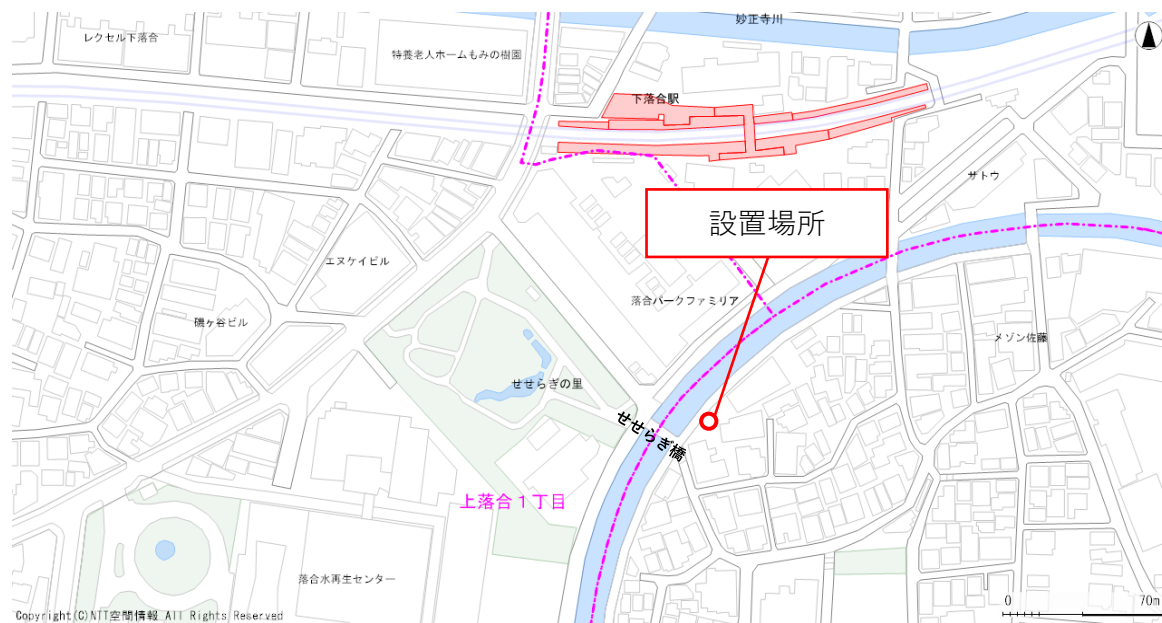 妙正寺川
レクセル下落合
特養老人ホームもみの樹園
下落合駅
サトウ
設置場所
エヌケイビル
落合パークファミリア
磯ヶ谷ビル
メゾン佐藤
せせらぎの里
せせらぎ橋
上落合1丁目
落合水再生センター
0 70m
Copyright(C)NTT空間情報 All Rights Reserved